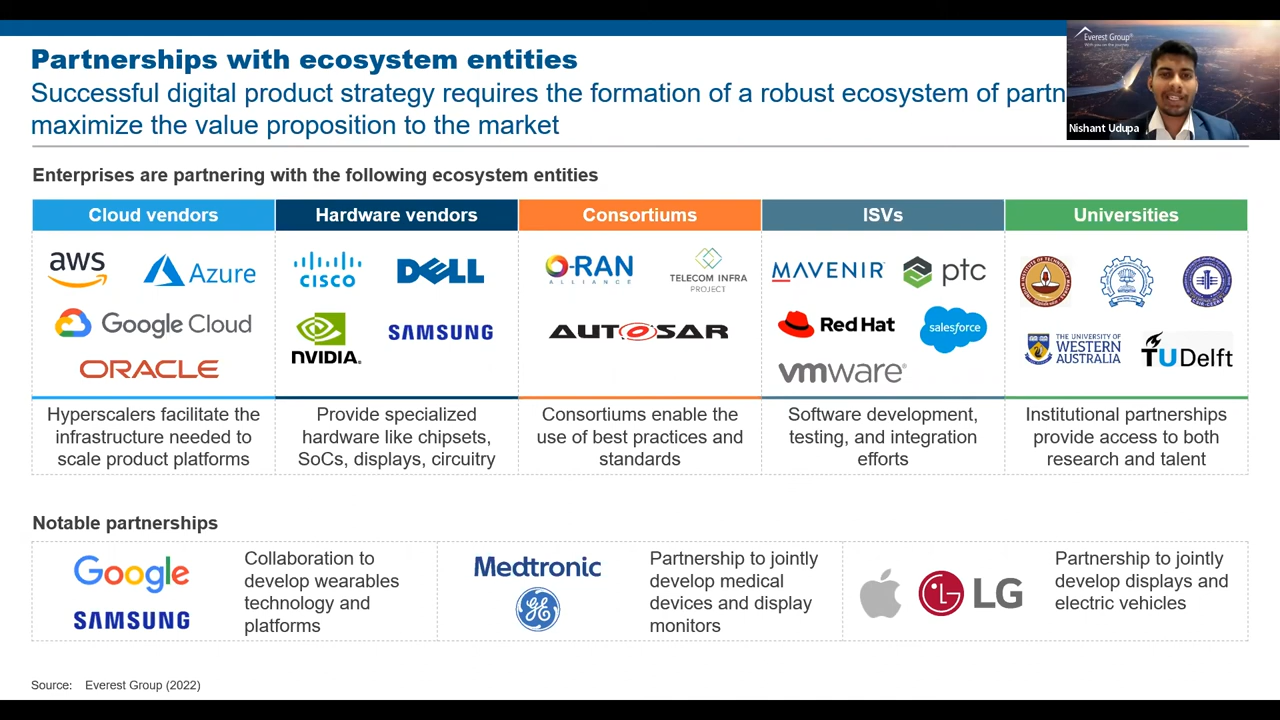 Partnerships with ecosystem entities
Successful digital product strategy requires the formation of a robust ecosystem of partn
maximize the value proposition to the market
Everest Group®
With you on the journey
Nishant Udupa
Enterprises are partnering with the following ecosystem entities
Cloud vendors
Hardware vendors
Consortiums
ISVs
Universities
aws
Azure
Google Cloud
ORACLE
CISCO
DELL
NVIDIA.
SAMSUNG
O-RAN
ALLIANCE
TELECOM INFRA
PROJECT
AUTOSAR
MAVENIR
ptc
Red Hat
salesforce
vmware®
THE UNIVERSITY OF
WESTERN
AUSTRALIA
TU Delft
Hyperscalers facilitate the
infrastructure needed to
scale product platforms
Provide specialized
hardware like chipsets,
SoCs, displays, circuitry
Consortiums enable the
use of best practices and
standards
Software development,
testing, and integration
efforts
Institutional partnerships
provide access to both
research and talent
Notable partnerships
Google
SAMSUNG
Collaboration to
develop wearables
technology and
platforms
Medtronic
GE
Partnership to jointly
develop medical
devices and display
monitors
LG
Partnership to jointly
develop displays and
electric vehicles
Source: Everest Group (2022)